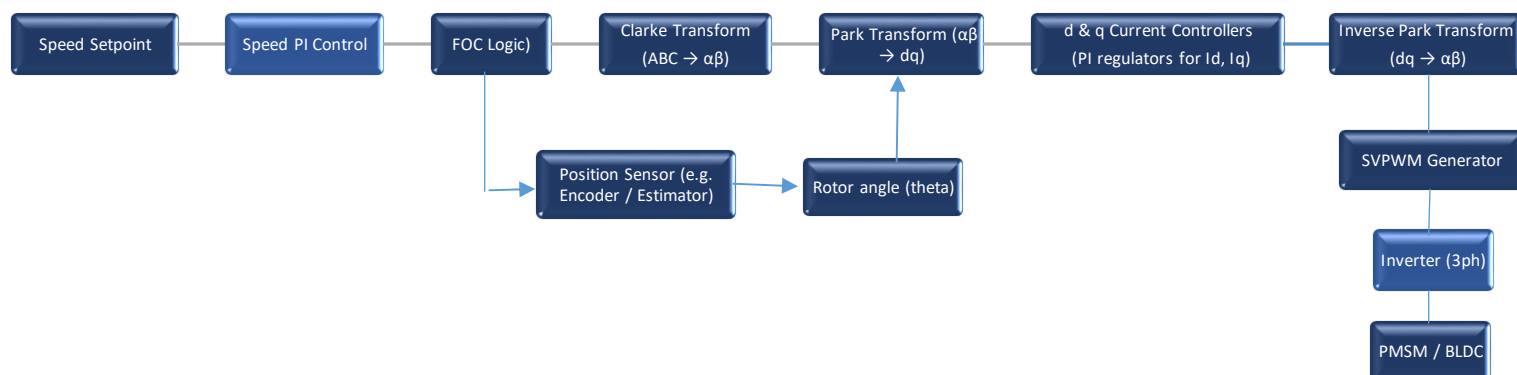 Speed Setpoint
Speed PI Control
FOC Logic)
Clarke Transform
(ABC → αβ)
Park Transform (αβ
→ dq)
d & q Current Controllers
(PI regulators for Id, Iq)
Inverse Park Transform
(dq → αβ)
Position Sensor (e.g.
Encoder / Estimator)
Rotor angle (theta)
SVPWM Generator
Inverter (3ph)
PMSM / BLDC